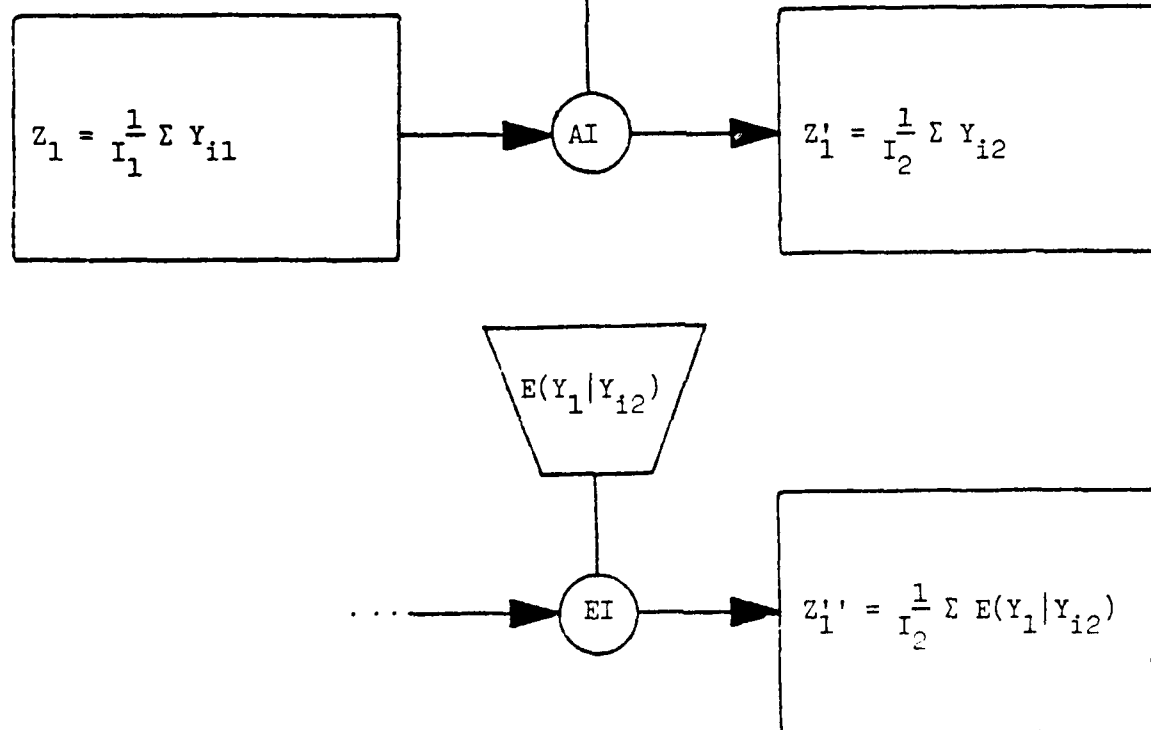 Z₁ = 1/I₁ Σ Yᵢ₁
AI
Z₁' = 1/I₂ Σ Yᵢ₂
E(Y₁|Yᵢ₂)
....
EI
Z₁'' = 1/I₂ Σ E(Y₁|Yᵢ₂)